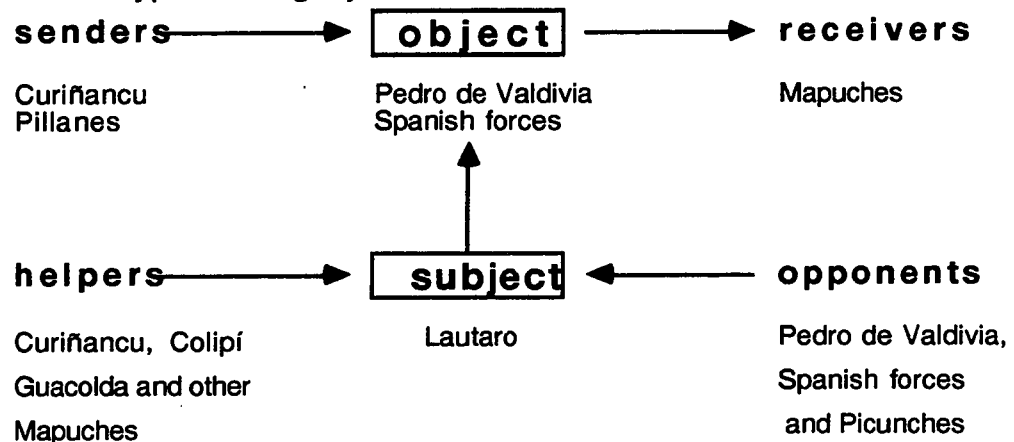 senders object receivers
Curiñancu Pedro de Valdivia Mapuches
Pillanes Spanish forces
helpers subject opponents
Curiñancu, Colipí Lautaro Pedro de Valdivia,
Guacolda and other Spanish forces
Mapuches and Picunches